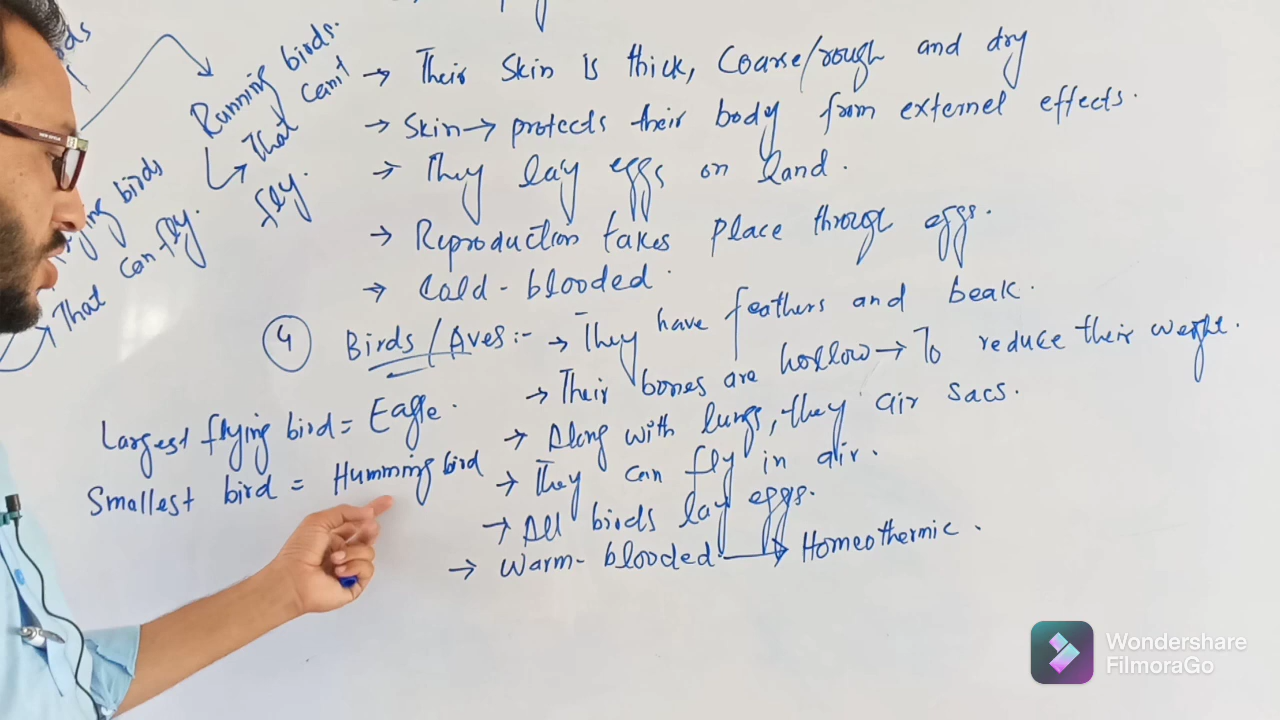 Running birds.
That can't
fly.
birds
That can fly.
→ Their skin is thick, Coarse/rough and dry
→ Skin → protects their body from external effects.
→ They lay eggs on land.
→ Reproduction takes place through eggs.
→ Cold-blooded.
④ Birds / Aves :- → They have feathers and beak.
→ Their bones are hollow → To reduce their weight.
→ Along with lungs, they air sacs.
→ They can fly in air.
→ All birds lay eggs.
→ Warm-blooded → Homeothermic.
Largest flying bird = Eagle.
Smallest bird = Humming bird
Wondershare
FilmoraGo